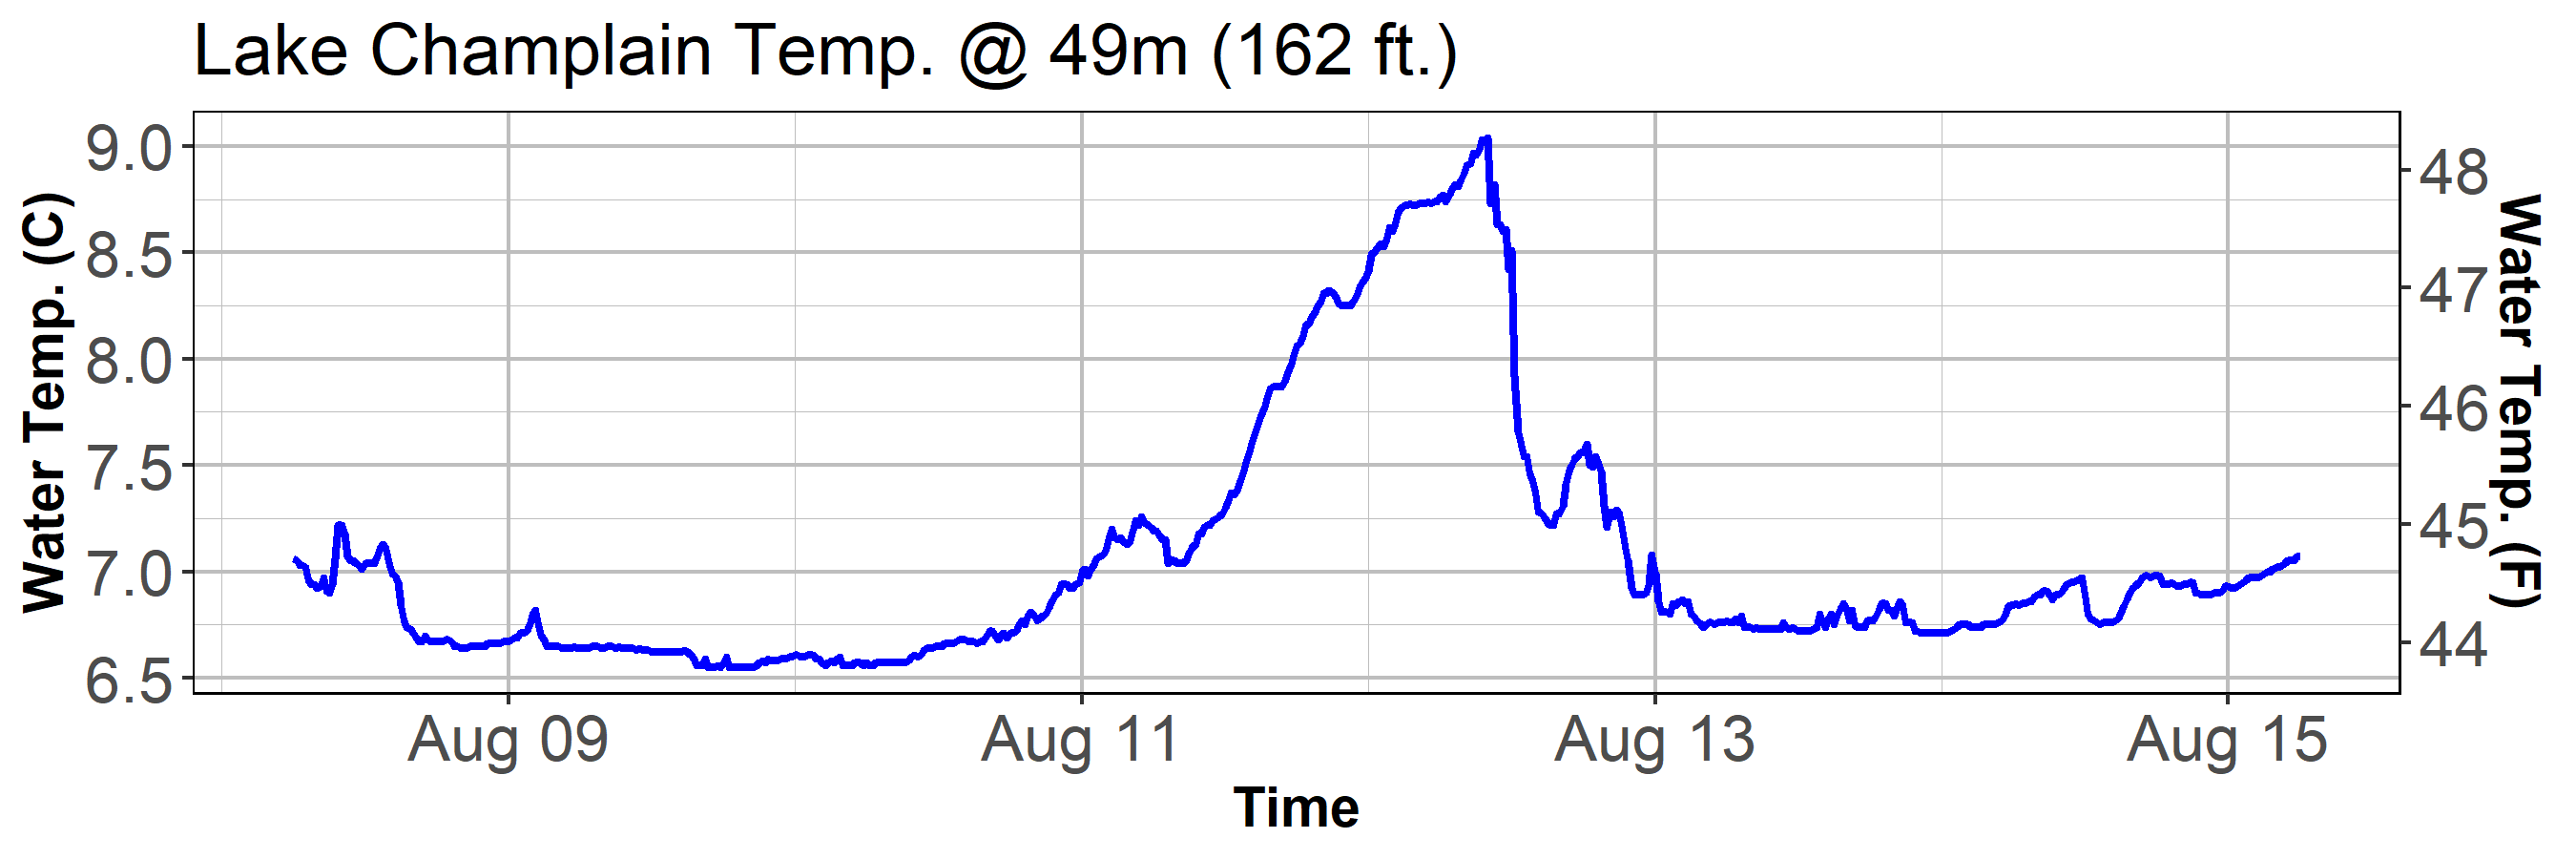 Lake Champlain Temp. @ 49m (162 ft.)
Water Temp. (C)
9.0
8.5
8.0
7.5
7.0
6.5
48
47
46
45
44
Water Temp. (F)
Aug 09
Aug 11
Aug 13
Aug 15
Time